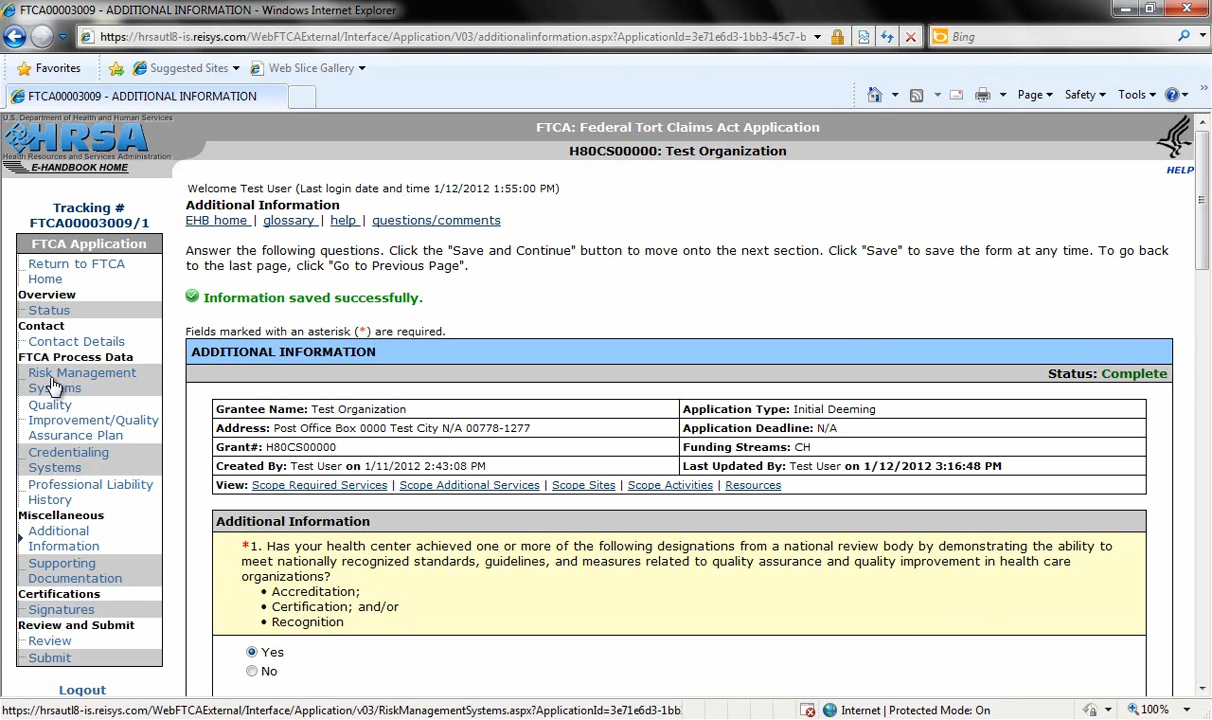 FTCA00003009 - ADDITIONAL INFORMATION - Windows Internet Explorer
https://hrsautl8-is.reisys.com/WebFTCAExternal/Interface/Application/V03/additionalinformation.aspx?ApplicationId=3e71e6d3-1bb3-45c7-b
Bing
Favorites
Suggested Sites
Web Slice Gallery
FTCA00003009 - ADDITIONAL INFORMATION
Page
Safety
Tools
U.S. Department of Health and Human Services
HRSA
Health Resources and Services Administration
E-HANDBOOK HOME
FTCA: Federal Tort Claims Act Application
H80CS00000: Test Organization
HELP
Tracking #
FTCA00003009/1
FTCA Application
Return to FTCA
Home
Overview
Status
Contact
Contact Details
FTCA Process Data
Risk Management
Systems
Quality
Improvement/Quality
Assurance Plan
Credentialing
Systems
Professional Liability
History
Miscellaneous
Additional
Information
Supporting
Documentation
Certifications
Signatures
Review and Submit
Review
Submit
Logout
Welcome Test User (Last login date and time 1/12/2012 1:55:00 PM)
Additional Information
EHB home | glossary | help | questions/comments
Answer the following questions. Click the "Save and Continue" button to move onto the next section. Click "Save" to save the form at any time. To go back
to the last page, click "Go to Previous Page".
Information saved successfully.
Fields marked with an asterisk (*) are required.
ADDITIONAL INFORMATION
Status: Complete
Grantee Name: Test Organization
Application Type: Initial Deeming
Address: Post Office Box 0000 Test City N/A 00778-1277
Application Deadline: N/A
Grant#: H80CS00000
Funding Streams: CH
Created By: Test User on 1/11/2012 2:43:08 PM
Last Updated By: Test User on 1/12/2012 3:16:48 PM
View: Scope Required Services | Scope Additional Services | Scope Sites | Scope Activities | Resources
Additional Information
*1. Has your health center achieved one or more of the following designations from a national review body by demonstrating the ability to
meet nationally recognized standards, guidelines, and measures related to quality assurance and quality improvement in health care
organizations?
• Accreditation;
• Certification; and/or
• Recognition
Yes
No
https://hrsautl8-is.reisys.com/WebFTCAExternal/Interface/Application/v03/RiskManagementSystems.aspx?ApplicationId=3e71e6d3-1bb
Internet | Protected Mode: On
100%